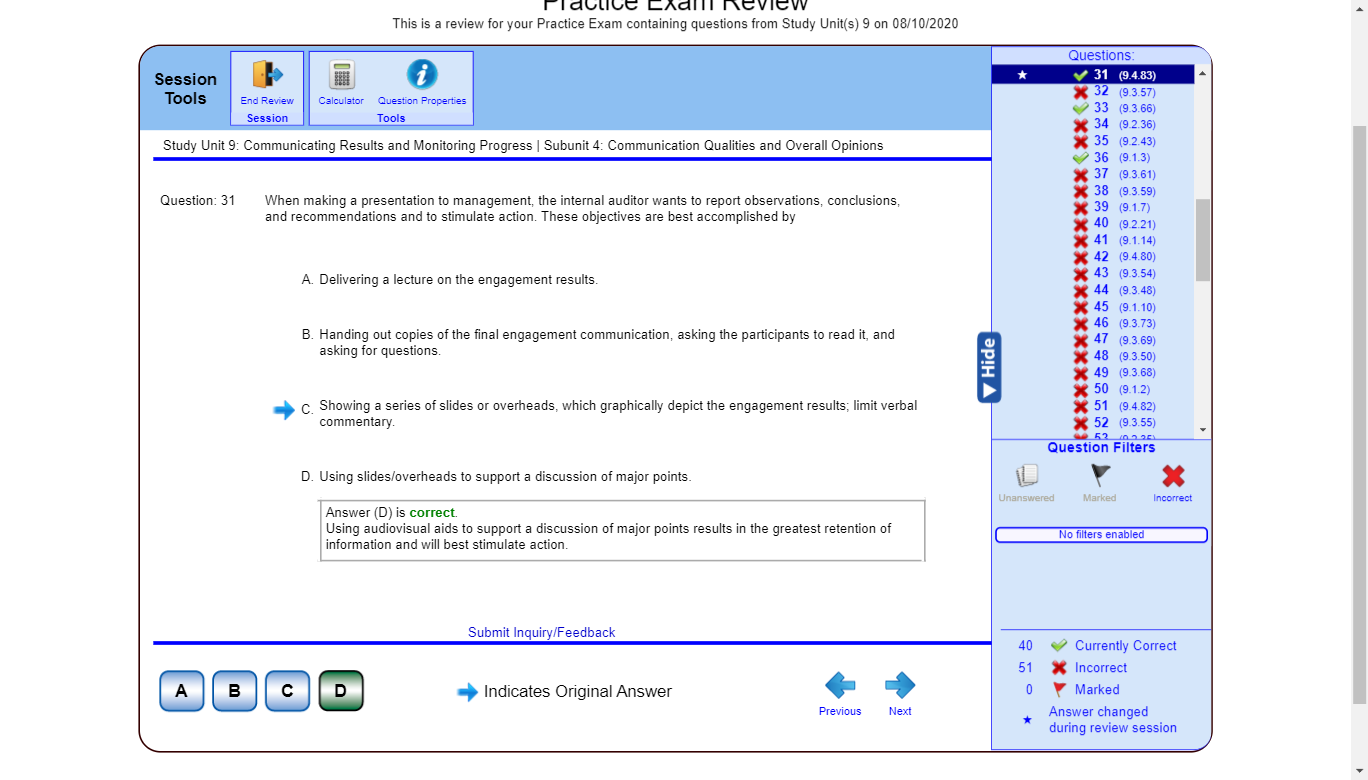 Practice Exam Review
This is a review for your Practice Exam containing questions from Study Unit(s) 9 on 08/10/2020
Session
Tools
End Review
Session
Calculator
Question Properties
Tools
Study Unit 9: Communicating Results and Monitoring Progress | Subunit 4: Communication Qualities and Overall Opinions
Question: 31
When making a presentation to management, the internal auditor wants to report observations, conclusions,
and recommendations and to stimulate action. These objectives are best accomplished by
A. Delivering a lecture on the engagement results.
B. Handing out copies of the final engagement communication, asking the participants to read it, and
asking for questions.
C. Showing a series of slides or overheads, which graphically depict the engagement results; limit verbal
commentary.
D. Using slides/overheads to support a discussion of major points.
Answer (D) is correct.
Using audiovisual aids to support a discussion of major points results in the greatest retention of
information and will best stimulate action.
Submit Inquiry/Feedback
A B C D
Indicates Original Answer
Previous
Next
Hide
Questions:
31 (9.4.83)
32 (9.3.57)
33 (9.3.66)
34 (9.2.36)
35 (9.2.43)
36 (9.1.3)
37 (9.3.61)
38 (9.3.59)
39 (9.1.7)
40 (9.2.21)
41 (9.1.14)
42 (9.4.80)
43 (9.3.54)
44 (9.3.48)
45 (9.1.10)
46 (9.3.73)
47 (9.3.69)
48 (9.3.50)
49 (9.3.68)
50 (9.1.2)
51 (9.4.82)
52 (9.3.55)
53 (9.2.35)
Question Filters
Unanswered
Marked
Incorrect
No filters enabled
40 Currently Correct
51 Incorrect
0 Marked
Answer changed
during review session